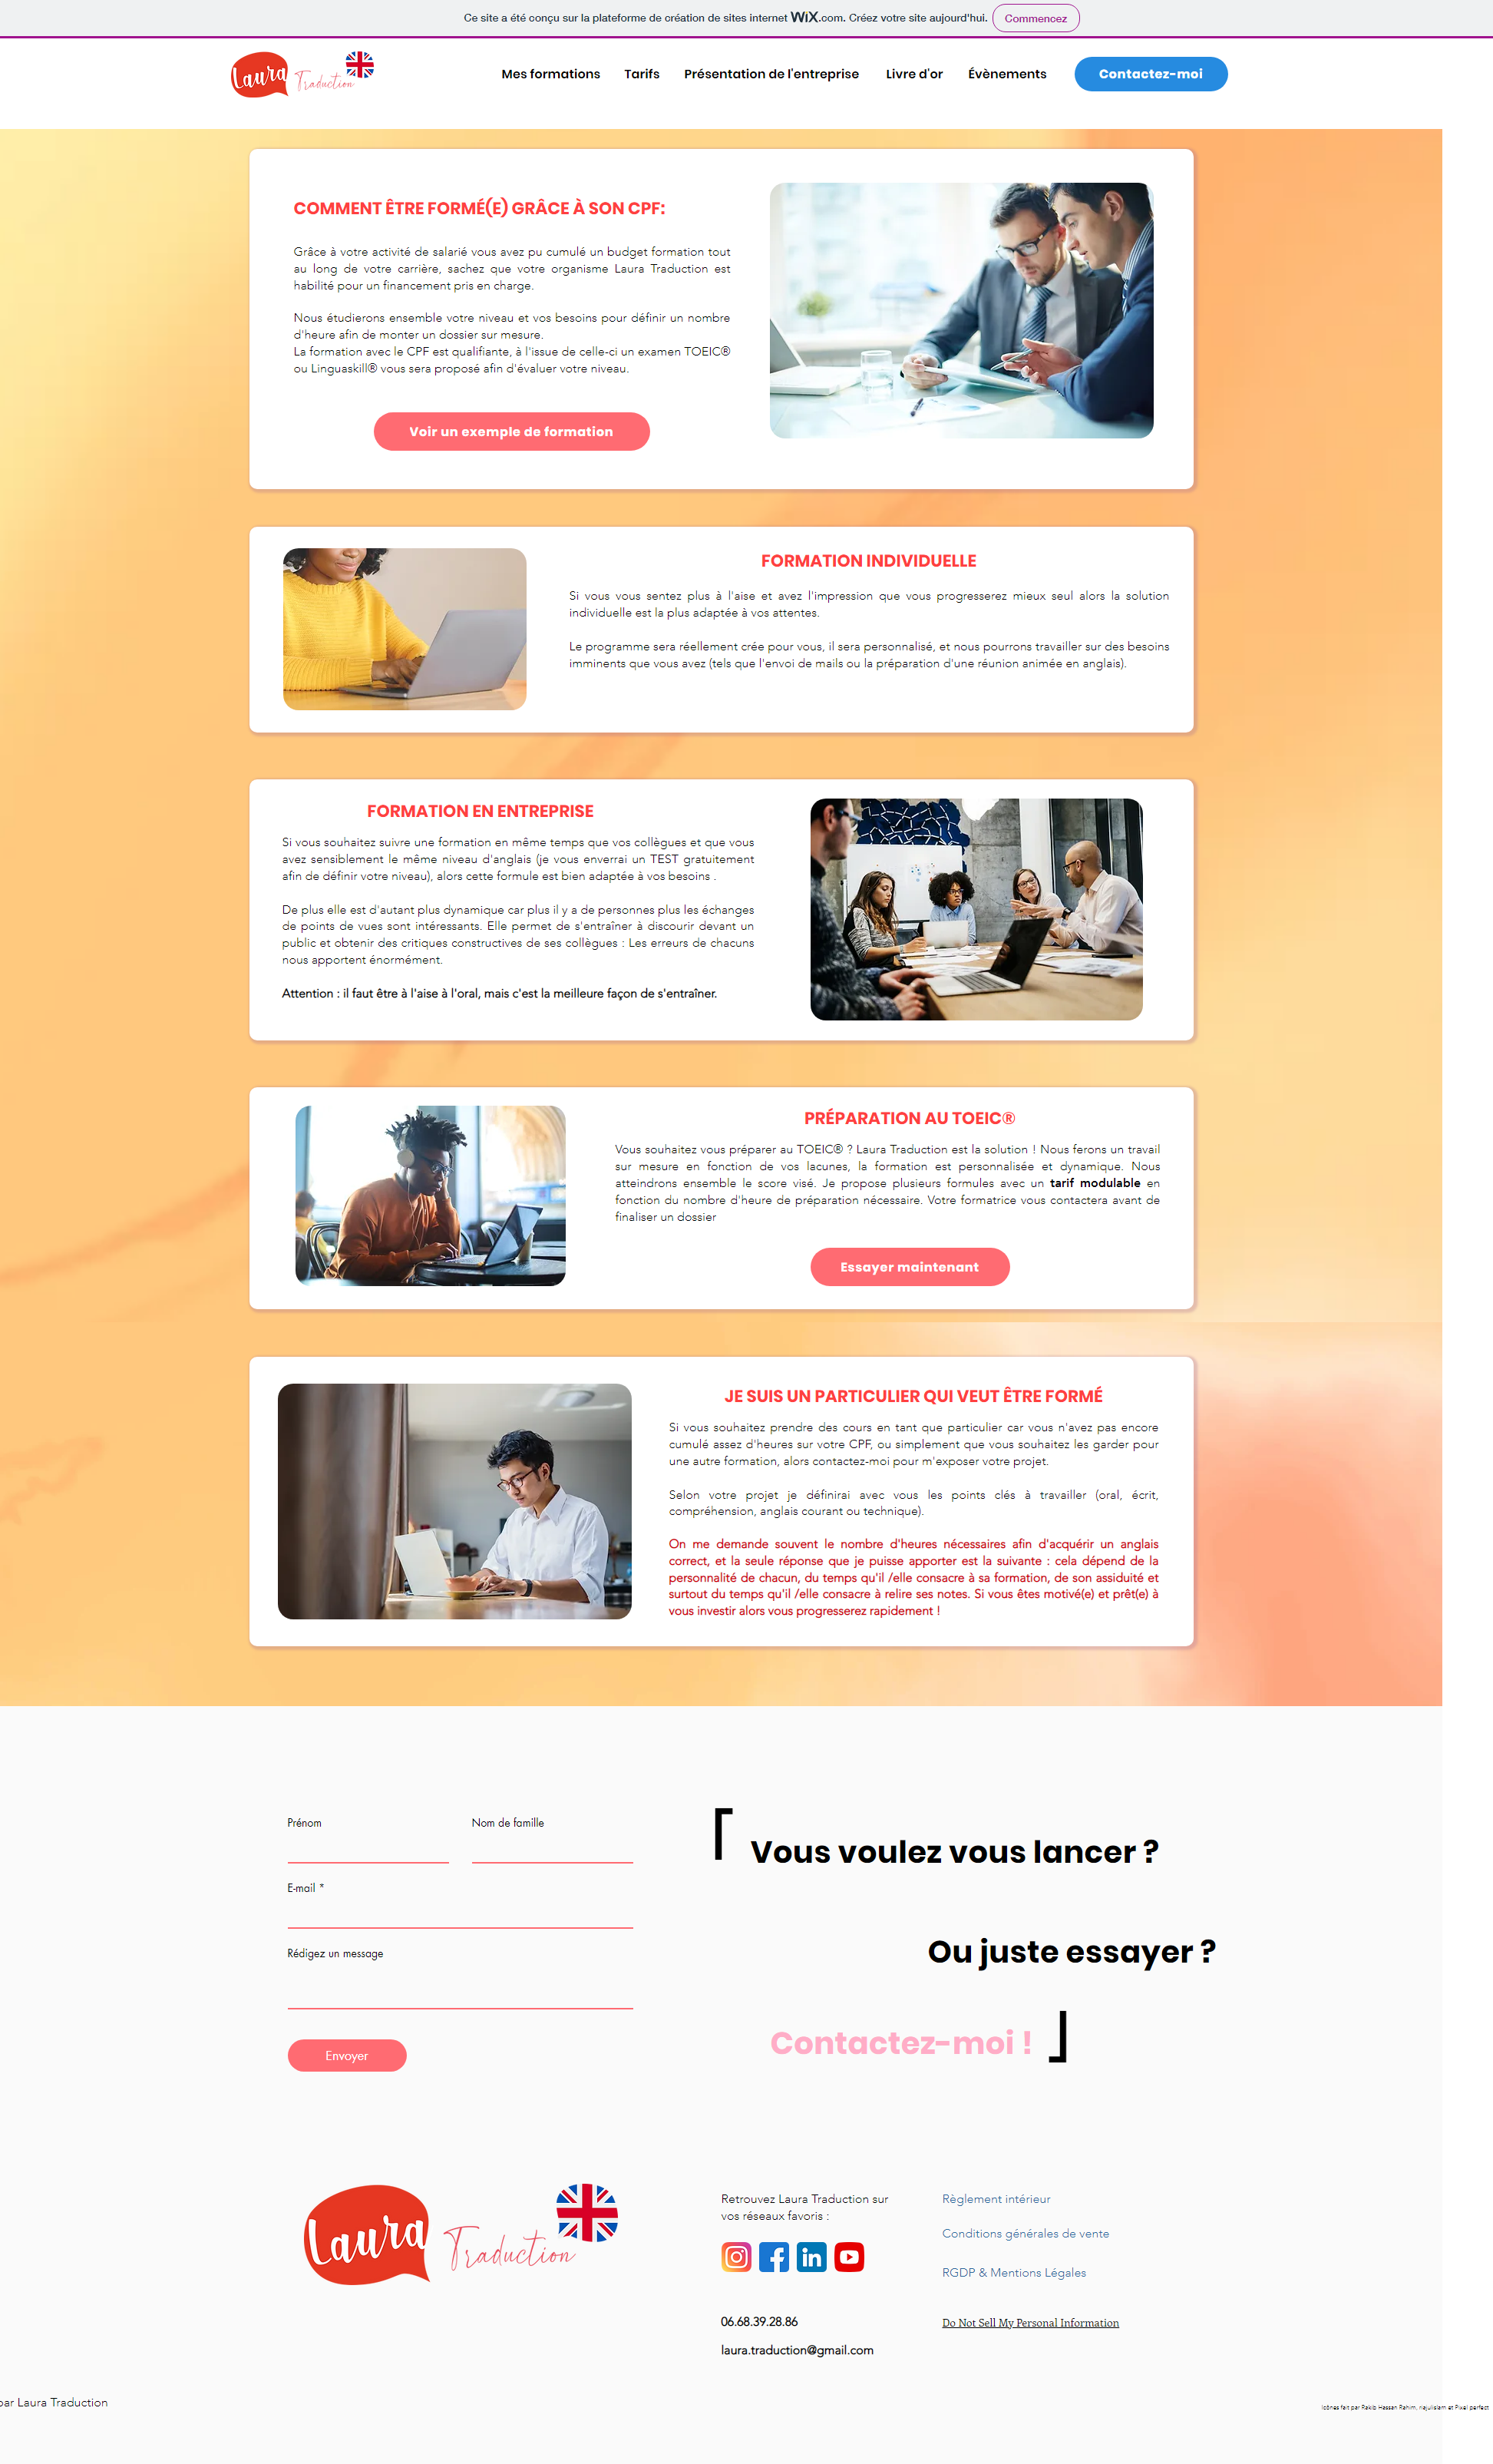 Ce site a été conçu sur la plateforme de création de sites internet WiX.com. Créez votre site aujourd'hui. Commencez
Laura Traduction
Mes formations Tarifs Présentation de l'entreprise Livre d'or Évènements Contactez-moi
COMMENT ÊTRE FORMÉ(E) GRÂCE À SON CPF:
Grâce à votre activité de salarié vous avez pu cumulé un budget formation tout
au long de votre carrière, sachez que votre organisme Laura Traduction est
habilité pour un financement pris en charge.
Nous étudierons ensemble votre niveau et vos besoins pour définir un nombre
d'heure afin de monter un dossier sur mesure.
La formation avec le CPF est qualifiante, à l'issue de celle-ci un examen TOEIC®
ou Linguaskill® vous sera proposé afin d'évaluer votre niveau.
Voir un exemple de formation
FORMATION INDIVIDUELLE
Si vous vous sentez plus à l'aise et avez l'impression que vous progresserez mieux seul alors la solution
individuelle est la plus adaptée à vos attentes.
Le programme sera réellement crée pour vous, il sera personnalisé, et nous pourrons travailler sur des besoins
imminents que vous avez (tels que l'envoi de mails ou la préparation d'une réunion animée en anglais).
FORMATION EN ENTREPRISE
Si vous souhaitez suivre une formation en même temps que vos collègues et que vous
avez sensiblement le même niveau d'anglais (je vous enverrai un TEST gratuitement
afin de définir votre niveau), alors cette formule est bien adaptée à vos besoins .
De plus elle est d'autant plus dynamique car plus il y a de personnes plus les échanges
de points de vues sont intéressants. Elle permet de s'entraîner à discourir devant un
public et obtenir des critiques constructives de ses collègues : Les erreurs de chacuns
nous apportent énormément.
Attention : il faut être à l'aise à l'oral, mais c'est la meilleure façon de s'entraîner.
PRÉPARATION AU TOEIC®
Vous souhaitez vous préparer au TOEIC® ? Laura Traduction est la solution ! Nous ferons un travail
sur mesure en fonction de vos lacunes, la formation est personnalisée et dynamique. Nous
atteindrons ensemble le score visé. Je propose plusieurs formules avec un tarif modulable en
fonction du nombre d'heure de préparation nécessaire. Votre formatrice vous contactera avant de
finaliser un dossier
Essayer maintenant
JE SUIS UN PARTICULIER QUI VEUT ÊTRE FORMÉ
Si vous souhaitez prendre des cours en tant que particulier car vous n'avez pas encore
cumulé assez d'heures sur votre CPF, ou simplement que vous souhaitez les garder pour
une autre formation, alors contactez-moi pour m'exposer votre projet.
Selon votre projet je définirai avec vous les points clés à travailler (oral, écrit,
compréhension, anglais courant ou technique).
On me demande souvent le nombre d'heures nécessaires afin d'acquérir un anglais
correct, et la seule réponse que je puisse apporter est la suivante : cela dépend de la
personnalité de chacun, du temps qu'il /elle consacre à sa formation, de son assiduité et
surtout du temps qu'il /elle consacre à relire ses notes. Si vous êtes motivé(e) et prêt(e) à
vous investir alors vous progresserez rapidement !
Prénom Nom de famille
E-mail *
Rédigez un message
Envoyer
Vous voulez vous lancer ?
Ou juste essayer ?
Contactez-moi !
Laura Traduction
Retrouvez Laura Traduction sur
vos réseaux favoris :
06.68.39.28.86
laura.traduction@gmail.com
Règlement intérieur
Conditions générales de vente
RGDP & Mentions Légales
Do Not Sell My Personal Information
par Laura Traduction
Icônes fait par Rakib Hassan Rahim, najulislam et Pixel perfect